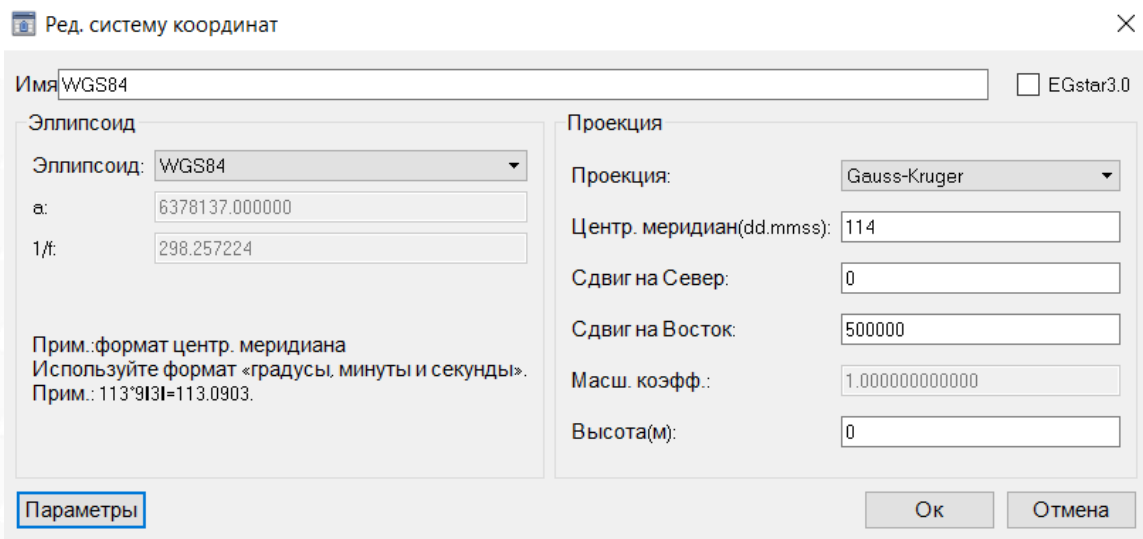 Ред. систему координат
Имя WGS84 EGstar3.0
Эллипсоид
Эллипсоид: WGS84
a: 6378137.000000
1/f: 298.257224
Прим.:формат центр. меридиана
Используйте формат «градусы, минуты и секунды».
Прим.: 113°9I3I=113.0903.
Проекция
Проекция: Gauss-Kruger
Центр. меридиан(dd.mmss): 114
Сдвиг на Север: 0
Сдвиг на Восток: 500000
Масш. коэфф.: 1.000000000000
Высота(м): 0
Параметры Ок Отмена